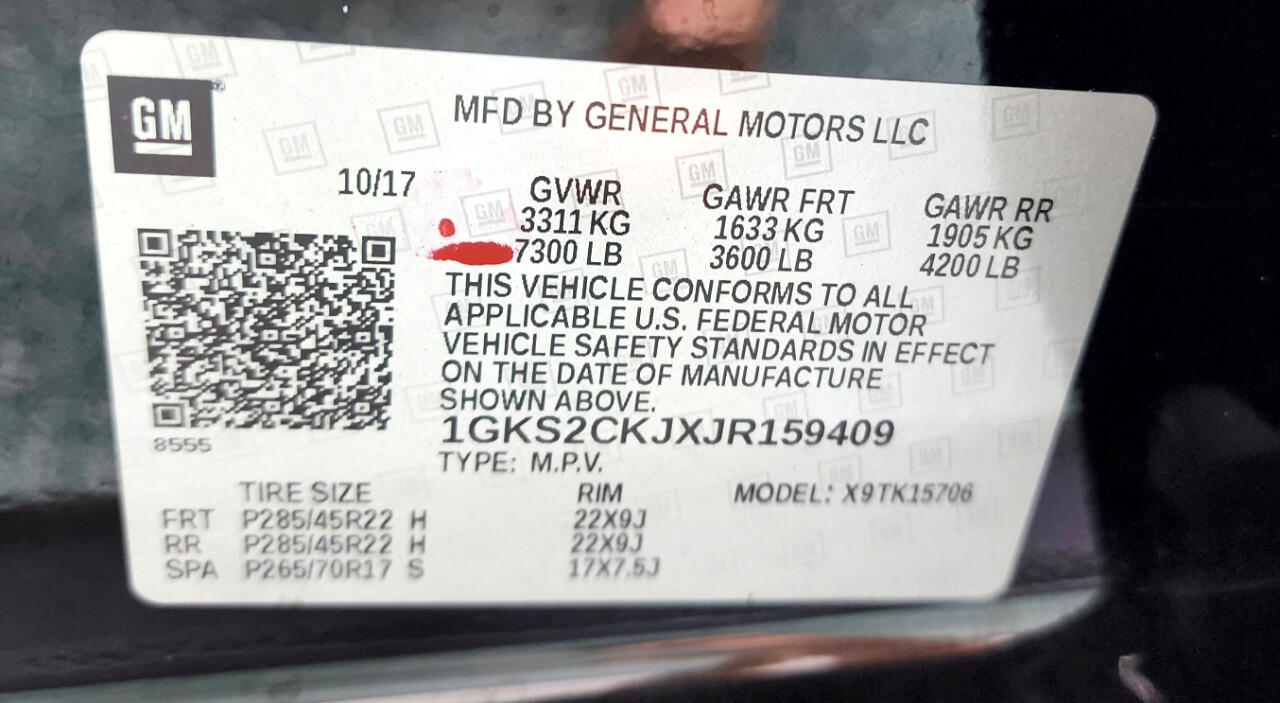 GM
MFD BY GENERAL MOTORS LLC
10/17
GVWR GAWR FRT GAWR RR
3311 KG 1633 KG 1905 KG
7300 LB 3600 LB 4200 LB
THIS VEHICLE CONFORMS TO ALL
APPLICABLE U.S. FEDERAL MOTOR
VEHICLE SAFETY STANDARDS IN EFFECT
ON THE DATE OF MANUFACTURE
SHOWN ABOVE.
8555
1GKS2CKJXJR159409
TYPE: M.P.V.
TIRE SIZE RIM MODEL: X9TK15706
FRT P285/45R22 H 22X9J
RR P285/45R22 H 22X9J
SPA P265/70R17 S 17X7.5J